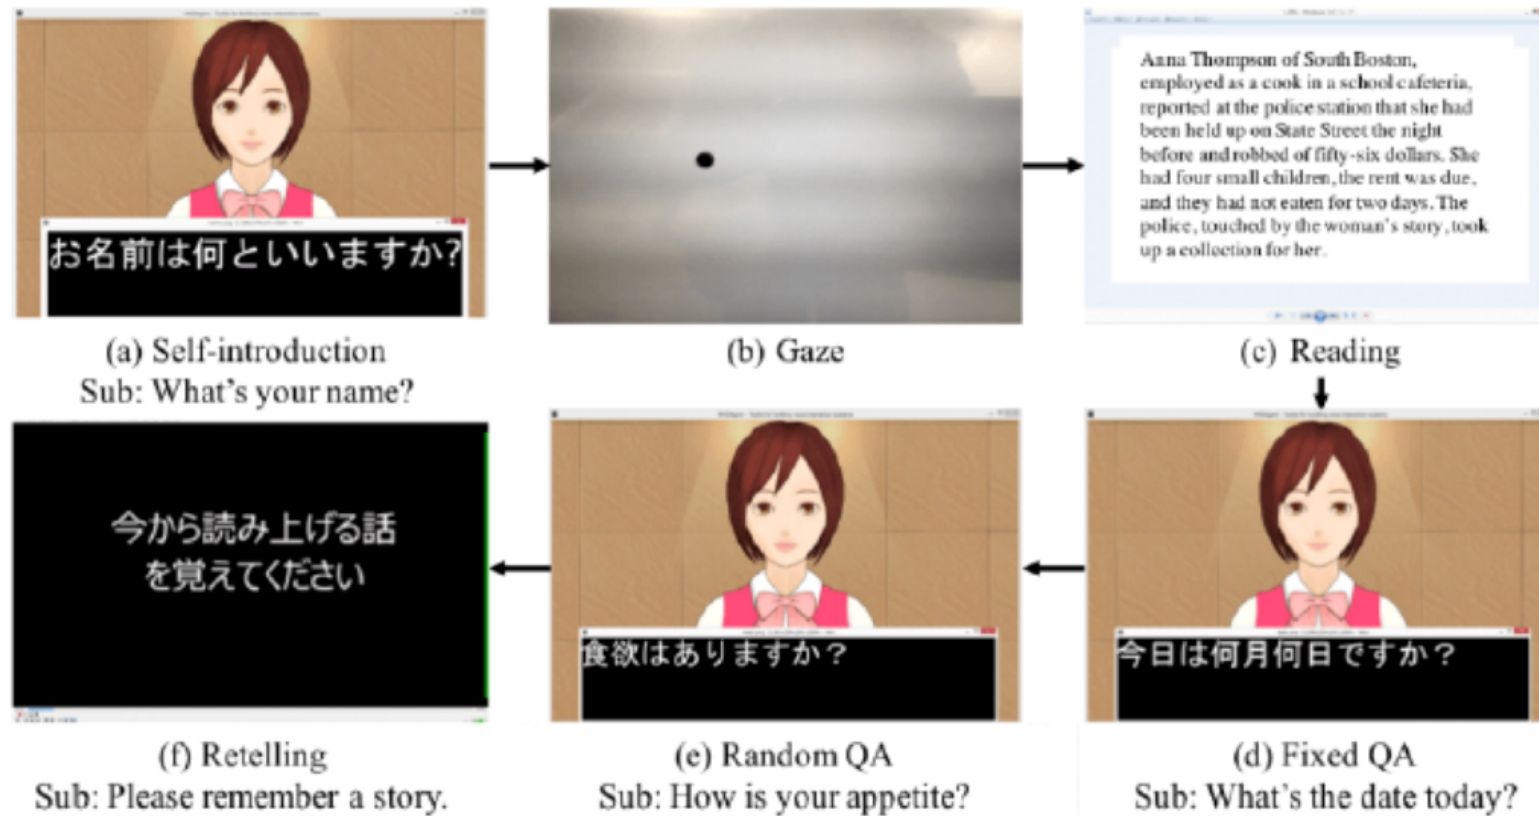 お名前は何といいますか?
(a) Self-introduction
Sub: What's your name?
(b) Gaze
Anna Thompson of South Boston,
employed as a cook in a school cafeteria,
reported at the police station that she had
been held up on State Street the night
before and robbed of fifty-six dollars. She
had four small children, the rent was due,
and they had not eaten for two days. The
police, touched by the woman's story, took
up a collection for her.
(c) Reading
今日は何月何日ですか？
(d) Fixed QA
Sub: What's the date today?
食欲はありますか？
(e) Random QA
Sub: How is your appetite?
今から読み上げる話
を覚えてください
(f) Retelling
Sub: Please remember a story.